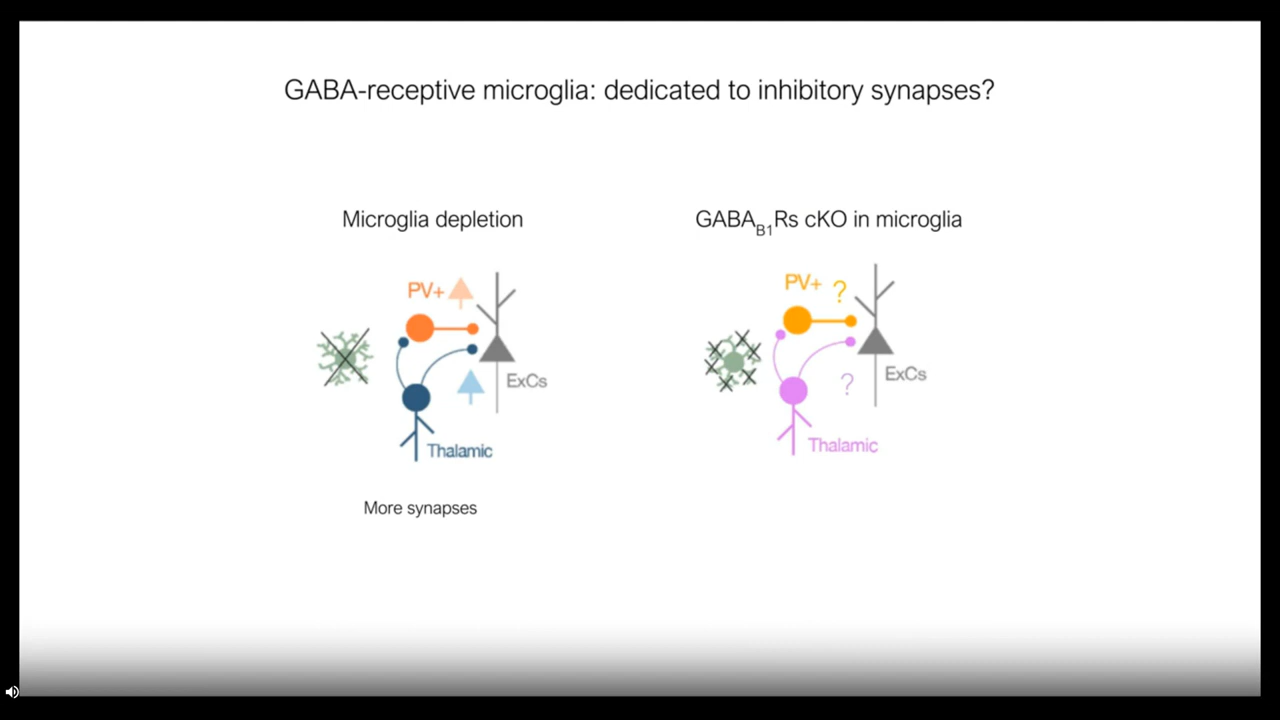 GABA-receptive microglia: dedicated to inhibitory synapses?
Microglia depletion
PV+
ExCs
Thalamic
More synapses
GABAB1Rs cKO in microglia
PV+ ?
ExCs
?
Thalamic